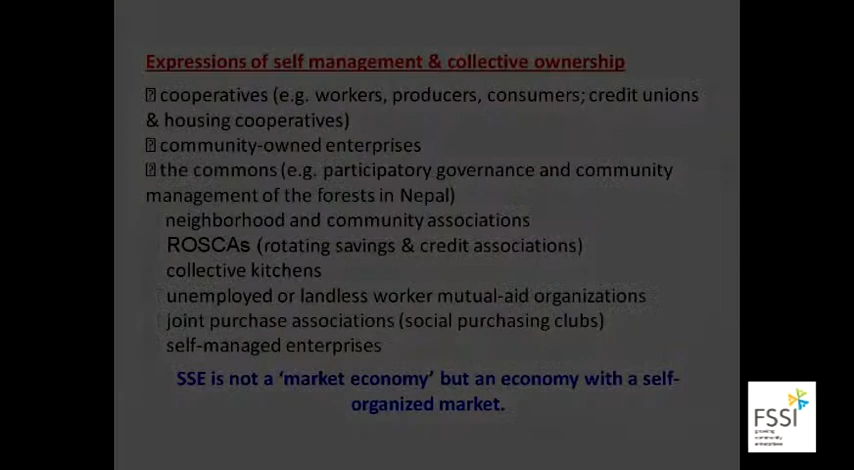 Expressions of self management & collective ownership
cooperatives (e.g. workers, producers, consumers; credit unions
& housing cooperatives)
community-owned enterprises
the commons (e.g. participatory governance and community
management of the forests in Nepal)
neighborhood and community associations
ROSCAs (rotating savings & credit associations)
collective kitchens
unemployed or landless worker mutual-aid organizations
joint purchase associations (social purchasing clubs)
self-managed enterprises
SSE is not a ‘market economy’ but an economy with a self-
organized market.
FSSI
growing
community
enterprises